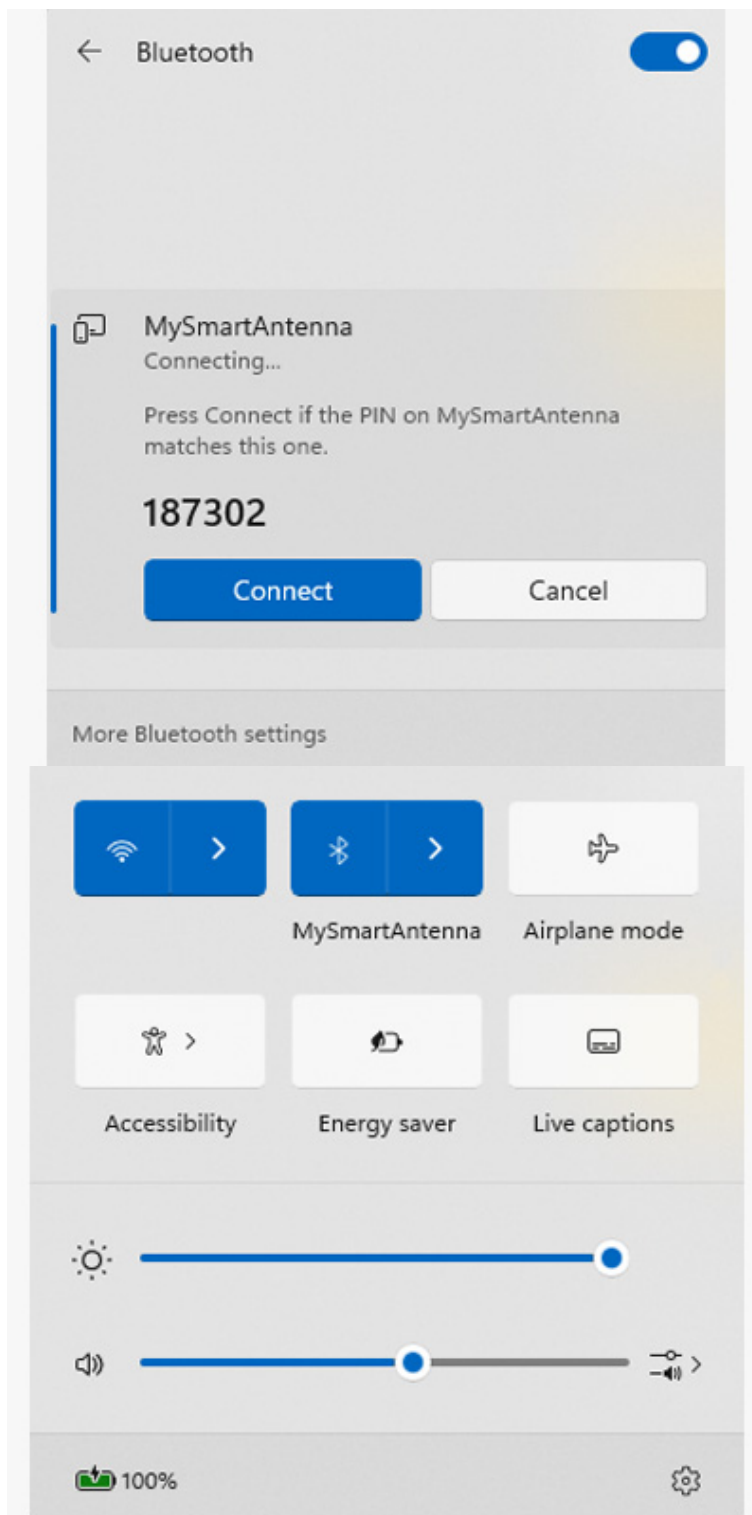 Bluetooth
MySmartAntenna
Connecting...
Press Connect if the PIN on MySmartAntenna
matches this one.
187302
Connect Cancel
More Bluetooth settings
MySmartAntenna Airplane mode
Accessibility Energy saver Live captions
100%